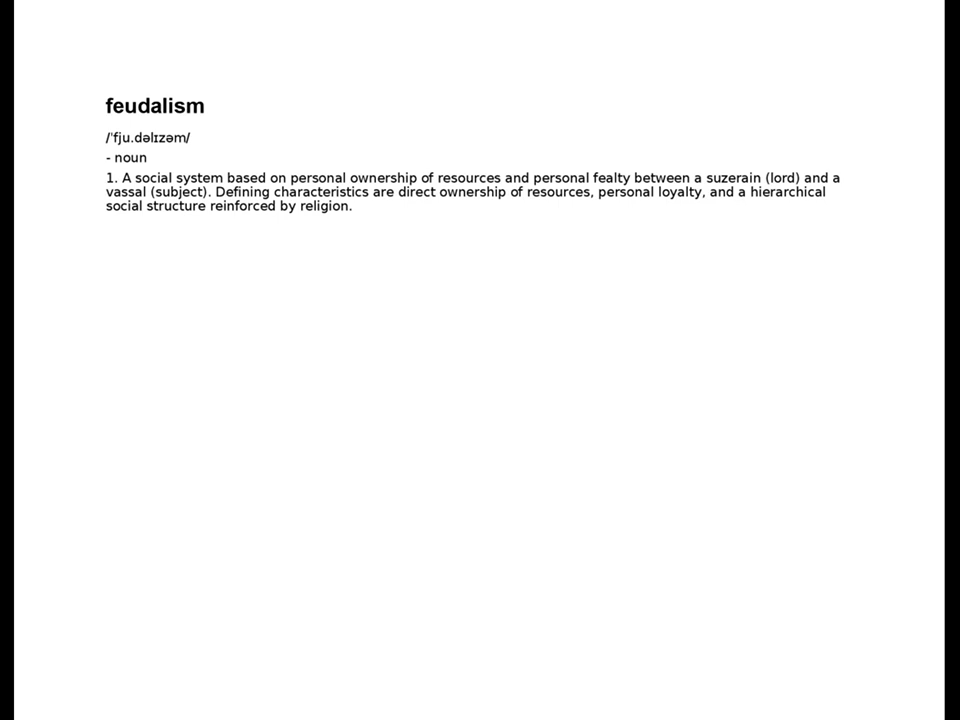 feudalism
/ˈfju.dəlɪzəm/
- noun
1. A social system based on personal ownership of resources and personal fealty between a suzerain (lord) and a
vassal (subject). Defining characteristics are direct ownership of resources, personal loyalty, and a hierarchical
social structure reinforced by religion.